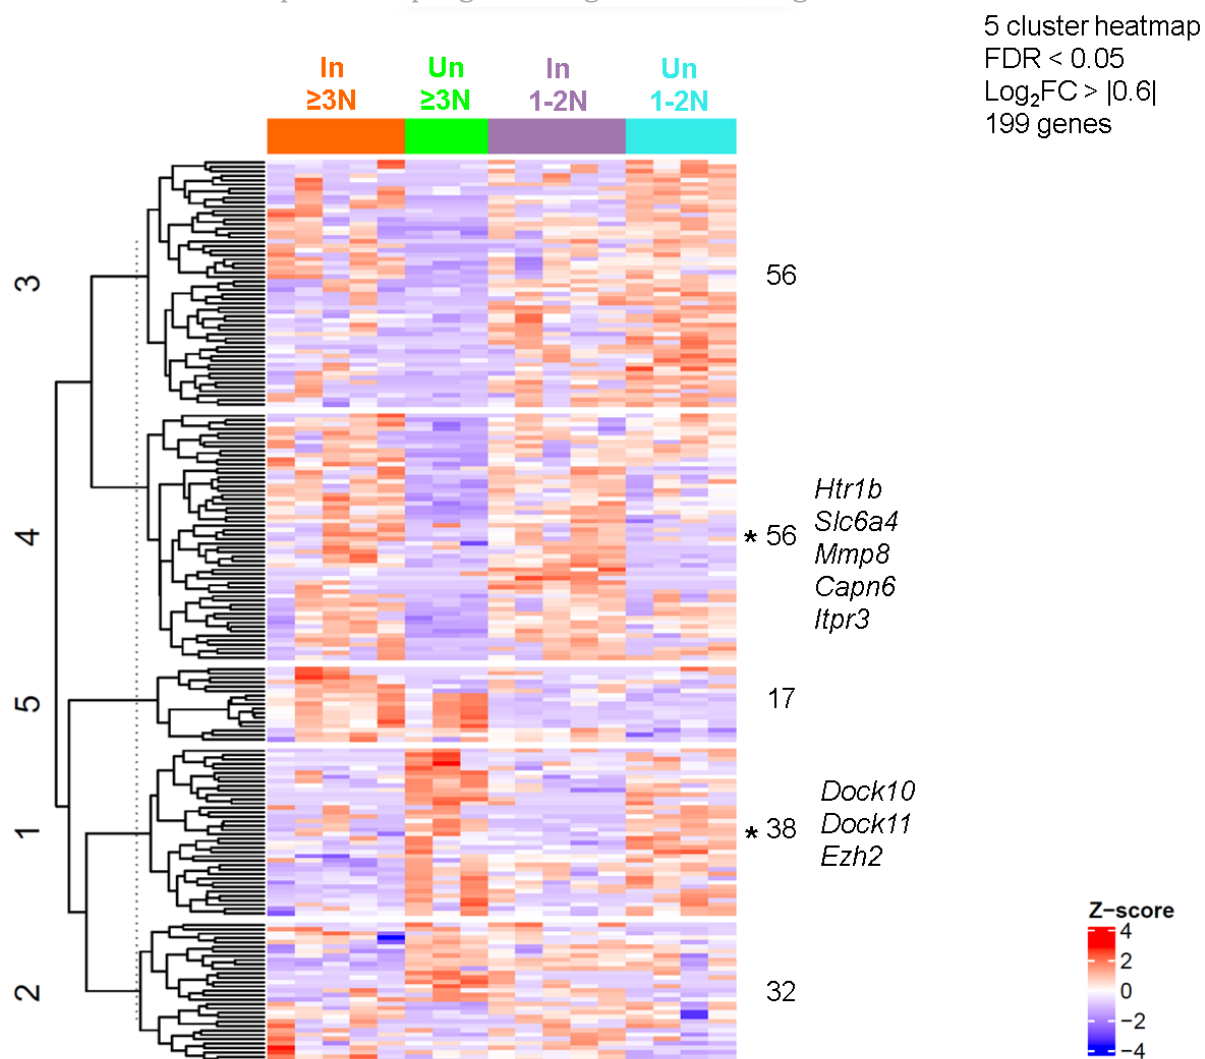 5 cluster heatmap
FDR < 0.05
Log₂FC > |0.6|
199 genes
In
≥3N
Un
≥3N
In
1-2N
Un
1-2N
3
56
4
* 56
Htr1b
Slc6a4
Mmp8
Capn6
Itpr3
5
17
1
* 38
Dock10
Dock11
Ezh2
2
32
Z−score
4
2
0
−2
−4